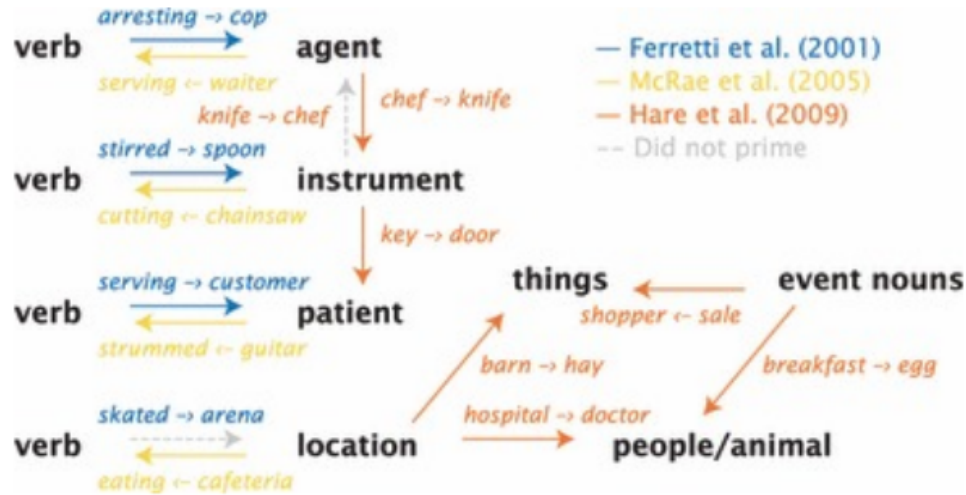 arresting → cop
verb agent — Ferretti et al. (2001)
serving ← waiter — McRae et al. (2005)
knife → chef chef → knife — Hare et al. (2009)
stirred → spoon -- Did not prime
verb instrument
cutting ← chainsaw
key → door
serving → customer things event nouns
verb patient shopper ← sale
strummed ← guitar
barn → hay breakfast → egg
skated → arena hospital → doctor
verb location people/animal
eating ← cafeteria